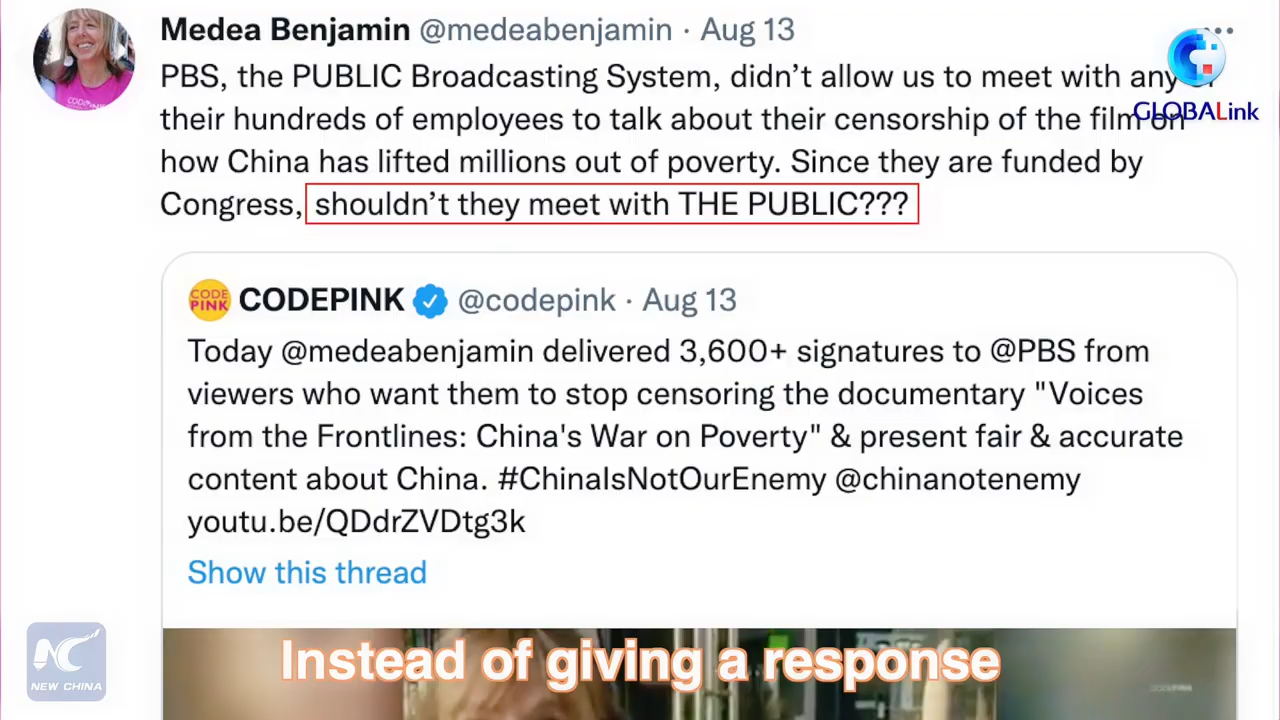 Medea Benjamin @medeabenjamin · Aug 13
PBS, the PUBLIC Broadcasting System, didn’t allow us to meet with any
GLOBALink
their hundreds of employees to talk about their censorship of the film on
how China has lifted millions out of poverty. Since they are funded by
Congress, shouldn’t they meet with THE PUBLIC???
CODE
PINK
CODEPINK @codepink · Aug 13
Today @medeabenjamin delivered 3,600+ signatures to @PBS from
viewers who want them to stop censoring the documentary "Voices
from the Frontlines: China's War on Poverty" & present fair & accurate
content about China. #ChinaIsNotOurEnemy @chinanotenemy
youtu.be/QDdrZVDtg3k
Show this thread
Instead of giving a response
NC
NEW CHINA